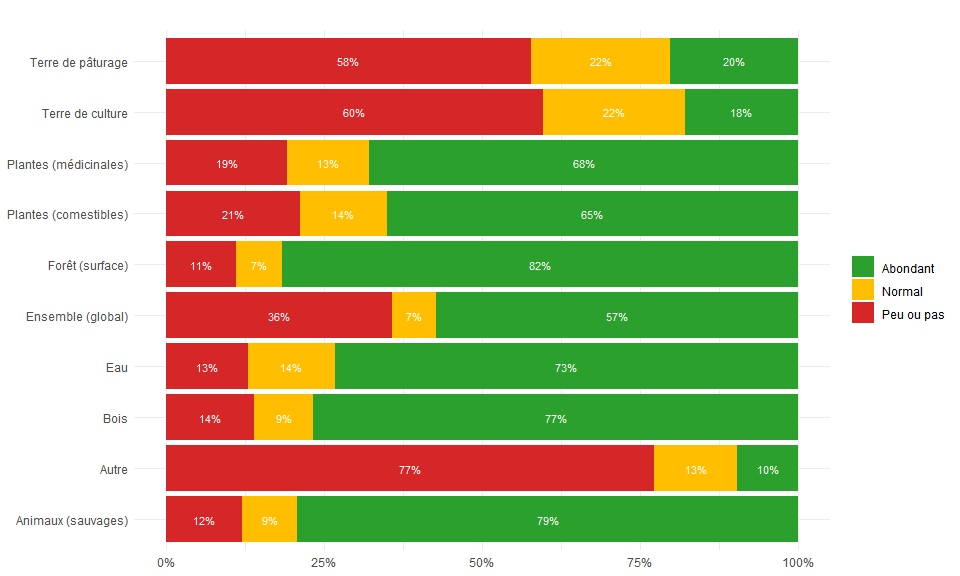 Terre de pâturage 58% 22% 20%
Terre de culture 60% 22% 18%
Plantes (médicinales) 19% 13% 68%
Plantes (comestibles) 21% 14% 65%
Forêt (surface) 11% 7% 82%
Ensemble (global) 36% 7% 57%
Eau 13% 14% 73%
Bois 14% 9% 77%
Autre 77% 13% 10%
Animaux (sauvages) 12% 9% 79%
0% 25% 50% 75% 100%
Abondant
Normal
Peu ou pas